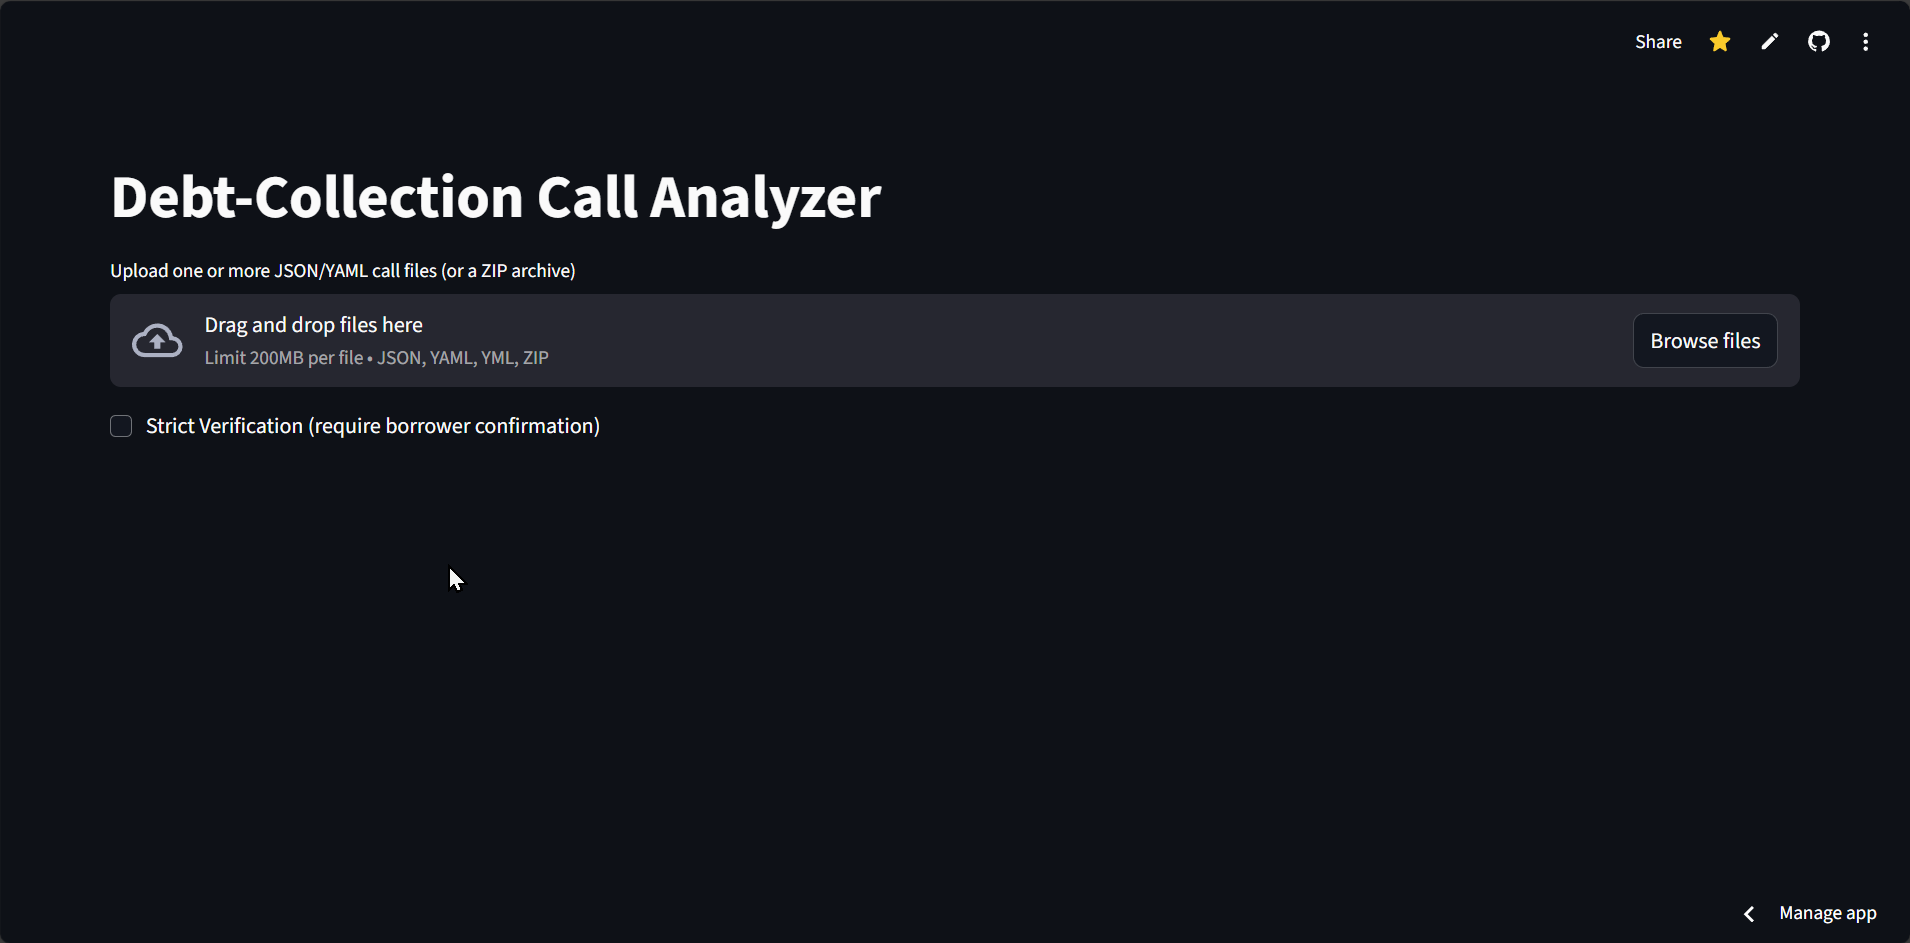 Share
Debt-Collection Call Analyzer
Upload one or more JSON/YAML call files (or a ZIP archive)
Drag and drop files here
Limit 200MB per file • JSON, YAML, YML, ZIP
Browse files
Strict Verification (require borrower confirmation)
Manage app